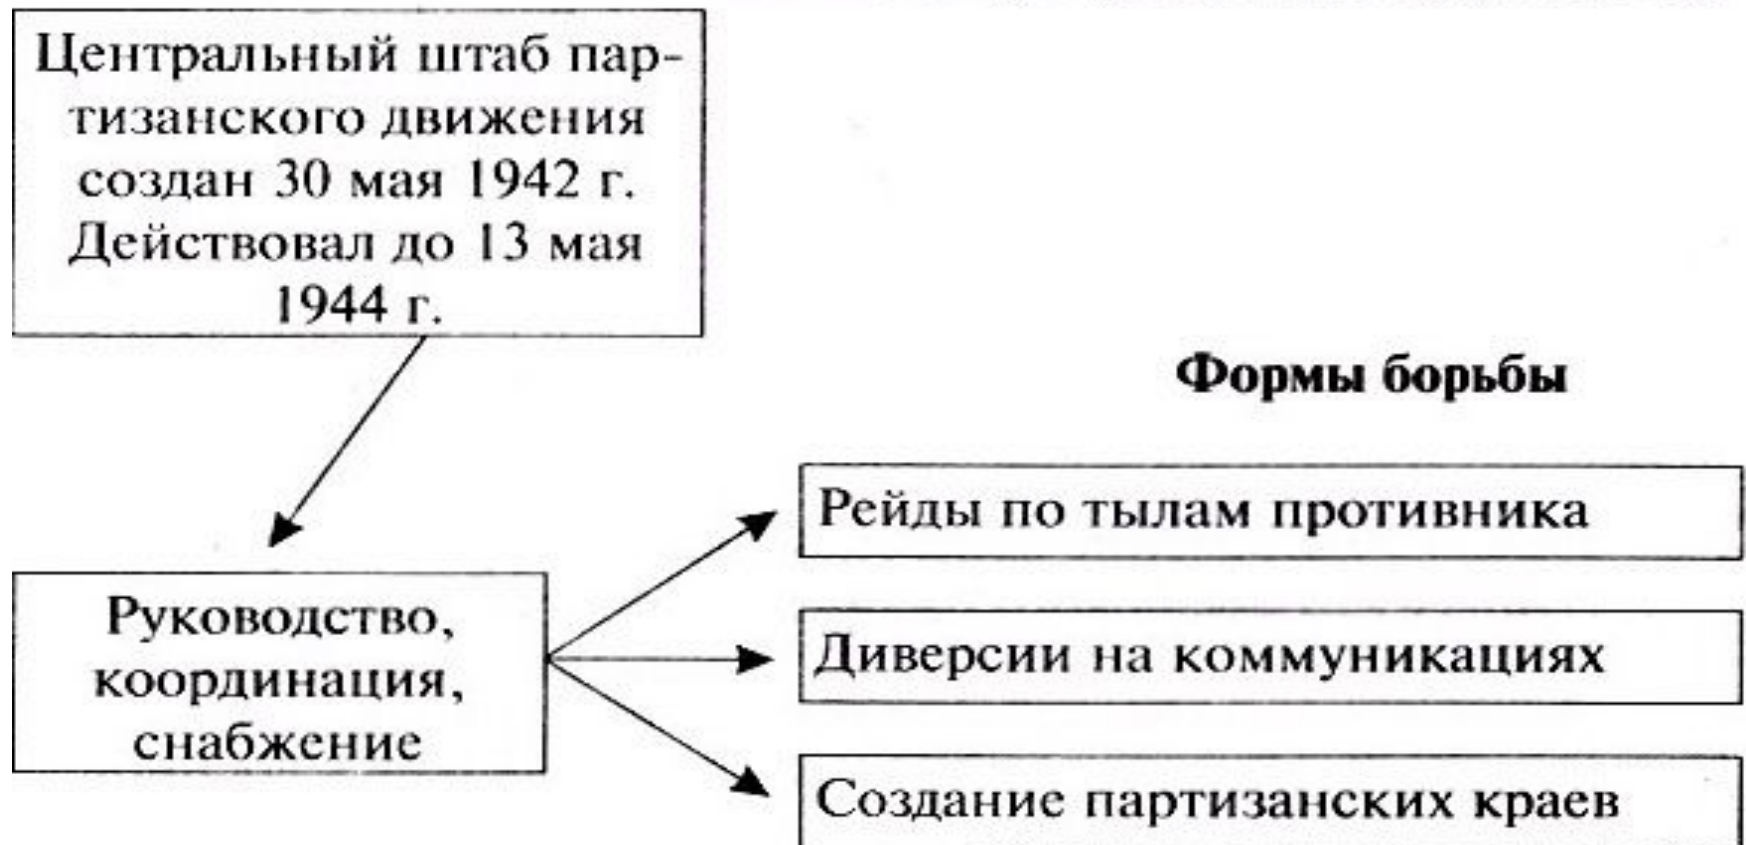 Центральный штаб пар-
тизанского движения
создан 30 мая 1942 г.
Действовал до 13 мая
1944 г.
Формы борьбы
Рейды по тылам противника
Руководство,
координация,
снабжение
Диверсии на коммуникациях
Создание партизанских краев